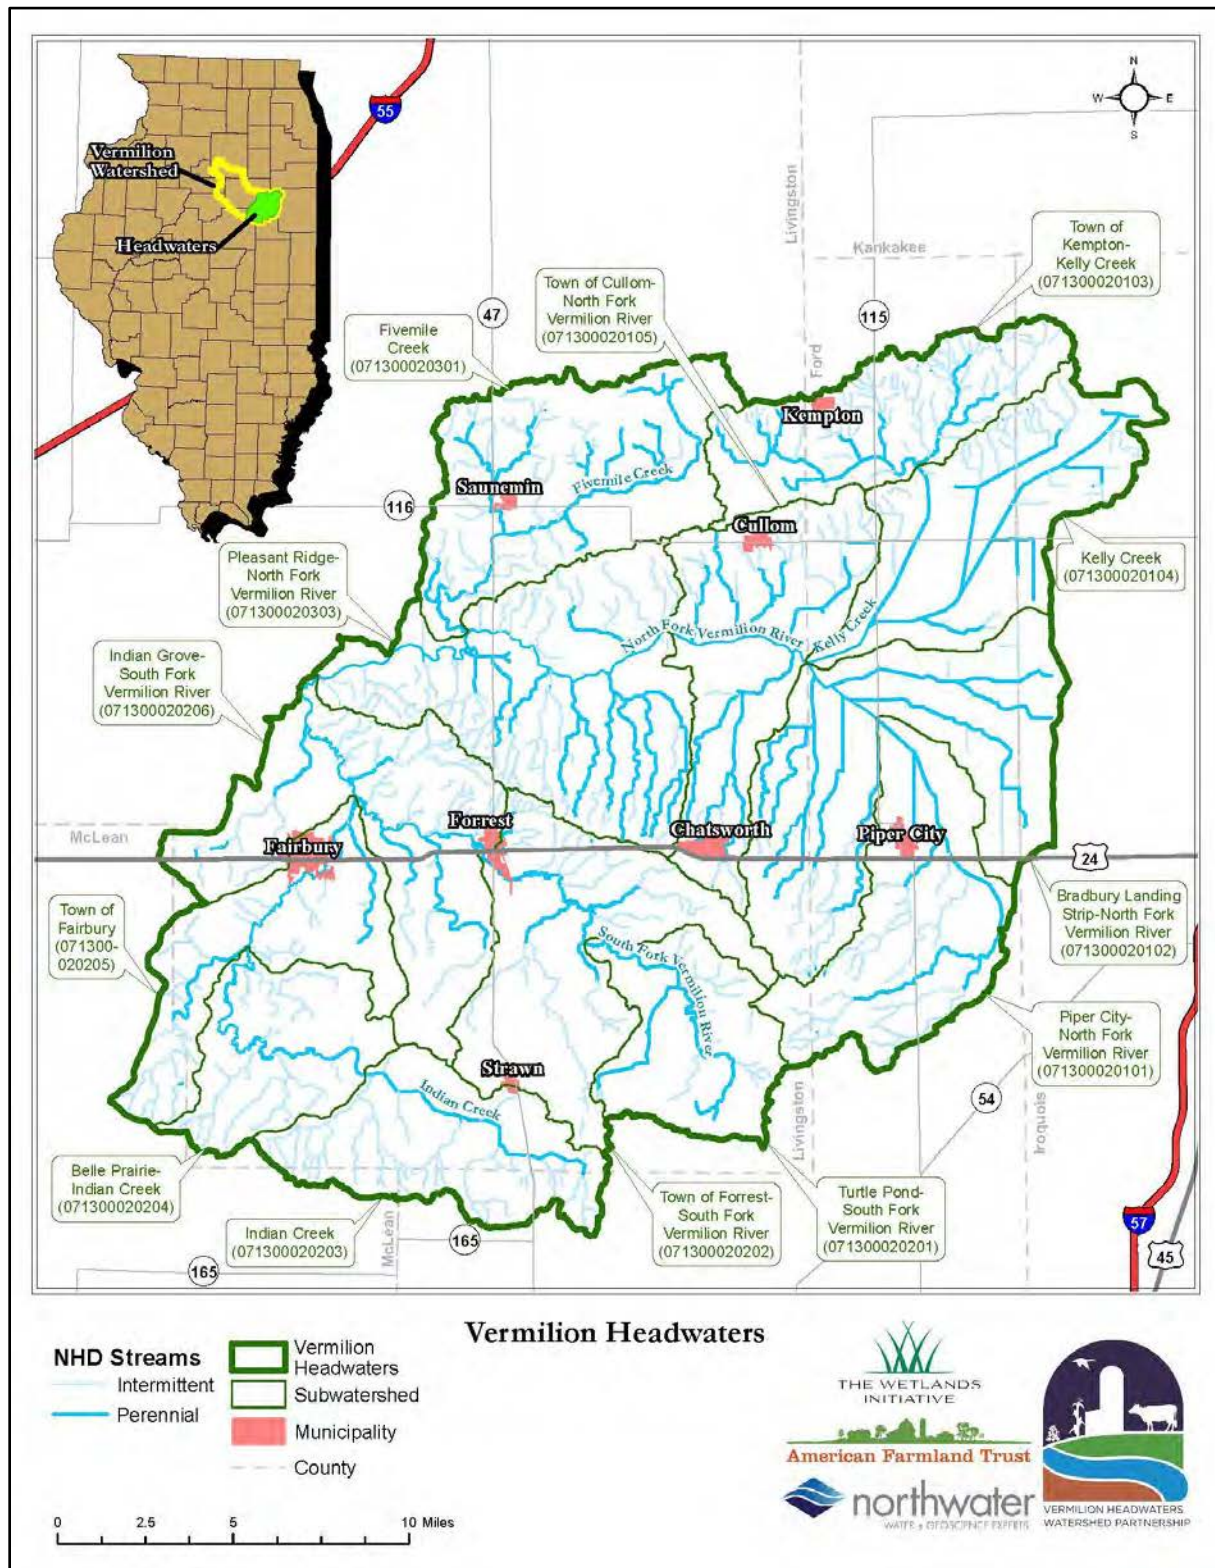 55
Vermilion
Watershed
Headwaters
N
W
E
S
Livingston
Kankakee
Town of
Kempton-
Kelly Creek
(071300020103)
Town of Cullom-
North Fork
Vermilion River
(071300020105)
47
115
Fivemile
Creek
(071300020301)
Ford
Kempton
Saunemin
Fivemile Creek
116
Cullom
Pleasant Ridge-
North Fork
Vermilion River
(071300020303)
Kelly Creek
(071300020104)
North Fork Vermilion River
Kelly Creek
Indian Grove-
South Fork
Vermilion River
(071300020206)
McLean
Fairbury
Forrest
Chatsworth
Piper City
24
Town of
Fairbury
(071300-
020205)
Bradbury Landing
Strip-North Fork
Vermilion River
(071300020102)
South Fork Vermilion River
Piper City-
North Fork
Vermilion River
(071300020101)
Strawn
Indian Creek
Livingston
54
Iroquois
Belle Prairie-
Indian Creek
(071300020204)
Indian Creek
(071300020203)
McLean
165
165
Town of Forrest-
South Fork
Vermilion River
(071300020202)
Turtle Pond-
South Fork
Vermilion River
(071300020201)
57
45
Vermilion Headwaters
NHD Streams
Intermittent
Perennial
Vermilion
Headwaters
Subwatershed
Municipality
County
0 2.5 5 10 Miles
THE WETLANDS
INITIATIVE
American Farmland Trust
northwater
WATER & GEOSCIENCE EXPERTS
VERMILION HEADWATERS
WATERSHED PARTNERSHIP